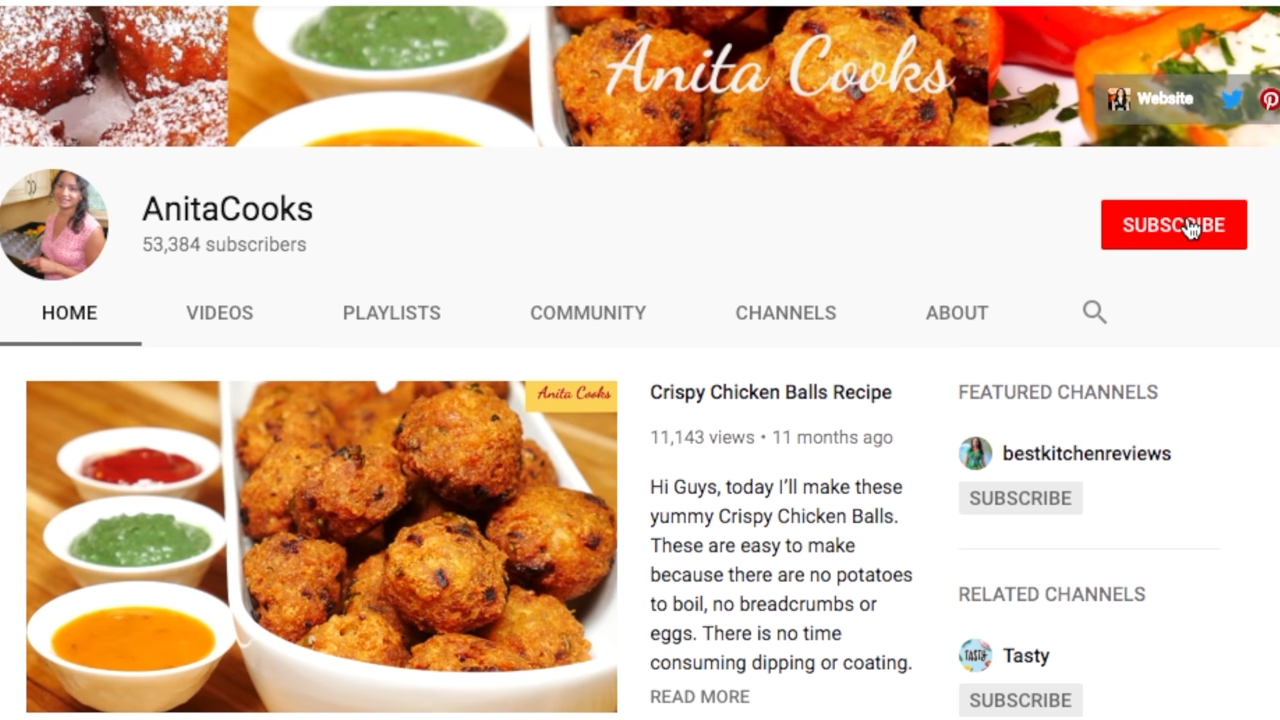 Anita Cooks
Website
AnitaCooks
53,384 subscribers
SUBSCRIBE
HOME
VIDEOS
PLAYLISTS
COMMUNITY
CHANNELS
ABOUT
Anita Cooks
Crispy Chicken Balls Recipe
11,143 views • 11 months ago
Hi Guys, today I'll make these
yummy Crispy Chicken Balls.
These are easy to make
because there are no potatoes
to boil, no breadcrumbs or
eggs. There is no time
consuming dipping or coating.
READ MORE
FEATURED CHANNELS
bestkitchenreviews
SUBSCRIBE
RELATED CHANNELS
TASTY
Tasty
SUBSCRIBE